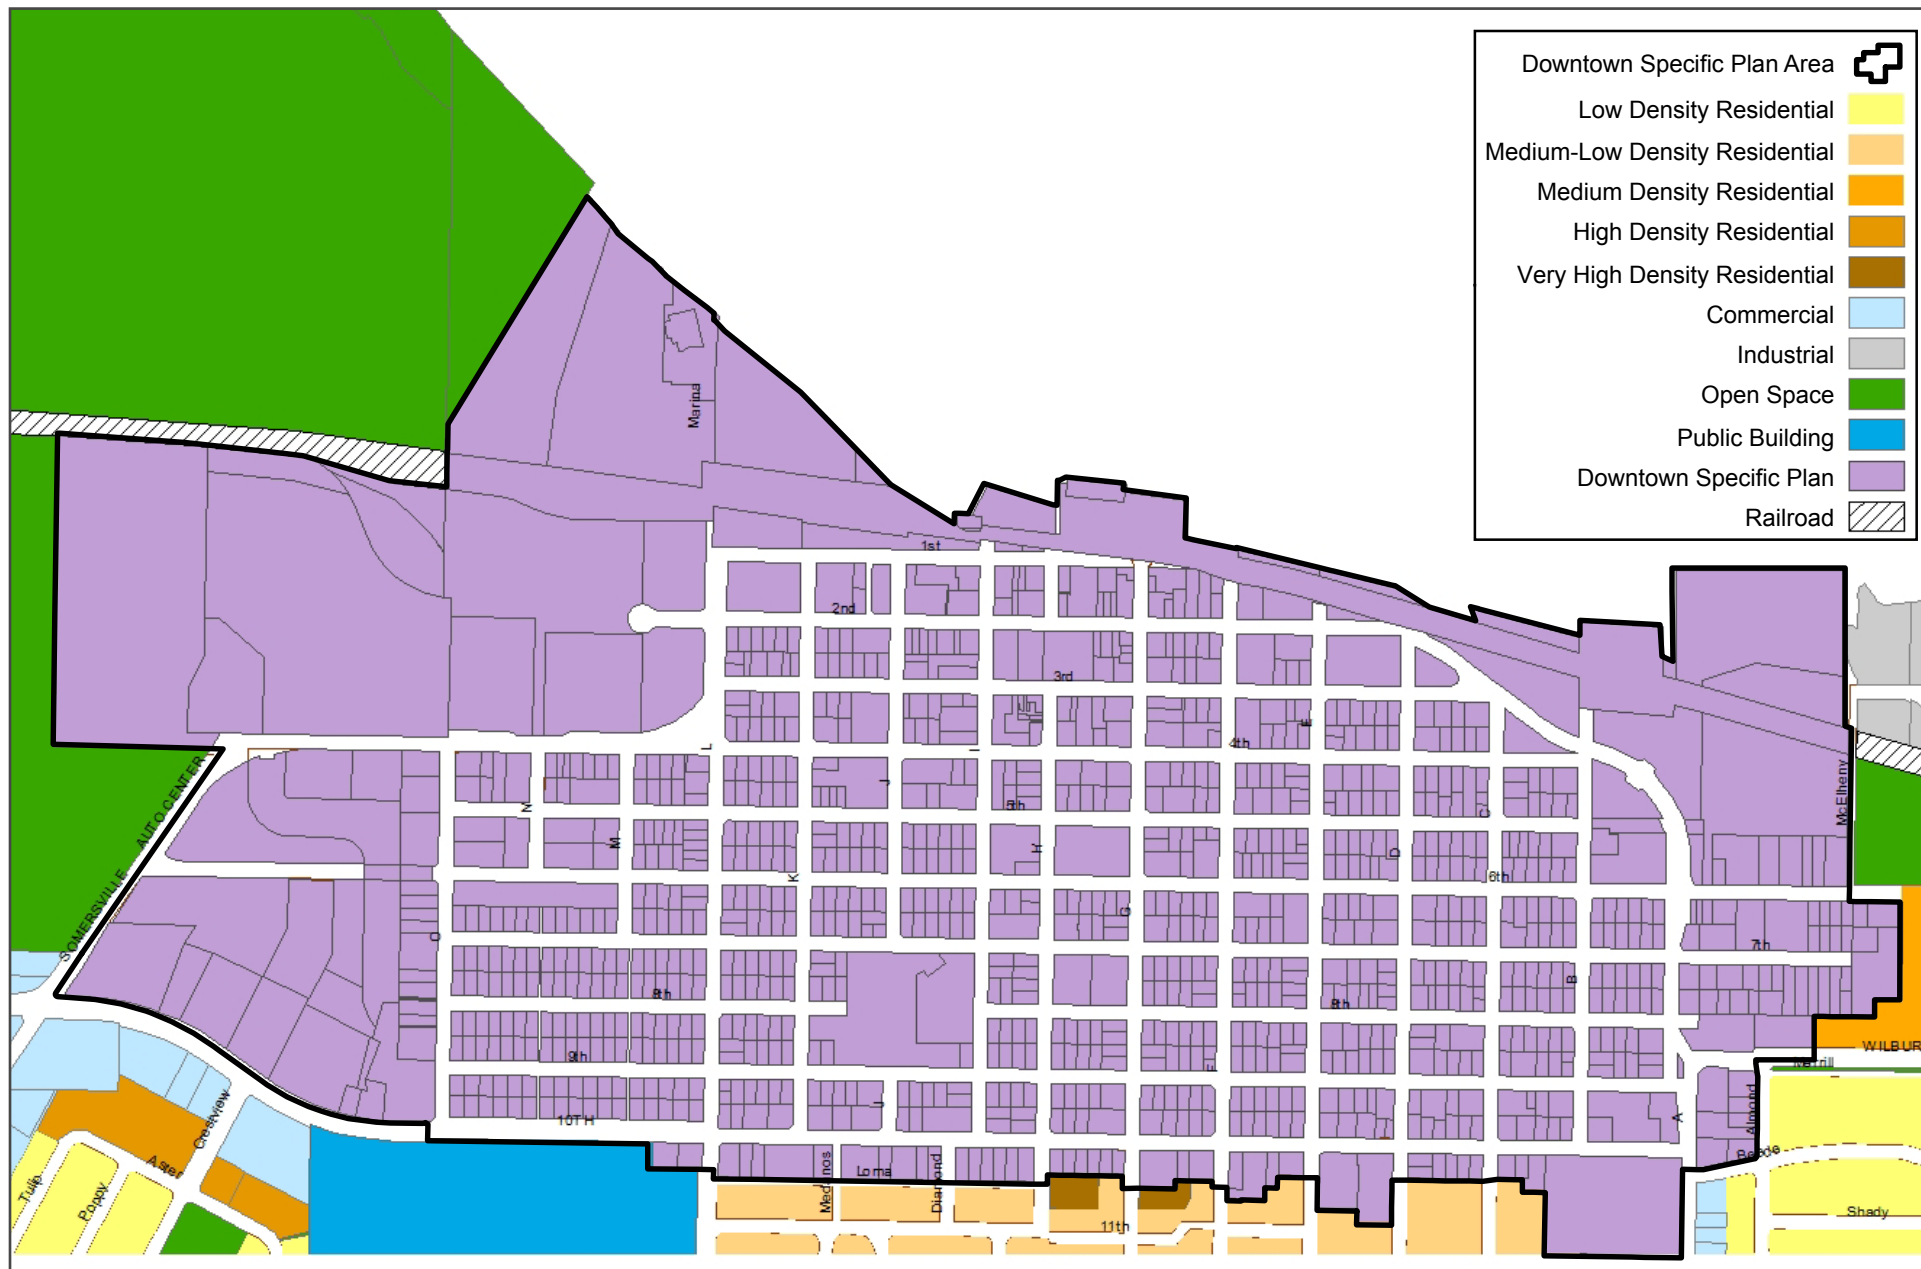 Downtown Specific Plan Area
Low Density Residential
Medium-Low Density Residential
Medium Density Residential
High Density Residential
Very High Density Residential
Commercial
Industrial
Open Space
Public Building
Downtown Specific Plan
Railroad
Marina
1st
2nd
3rd
E
4th
L
I
J
AUTO CENTER
McElheny
N
5th
C
M
H
D
K
6th
SOMERSVILLE
G
O
7th
B
8th
8th
WILBUR
9th
F
Merrill
Crestview
J
Almond
10TH
A
Beede
Aster
Loma
Tulip
Poppy
Medanos
Diamond
11th
Shady